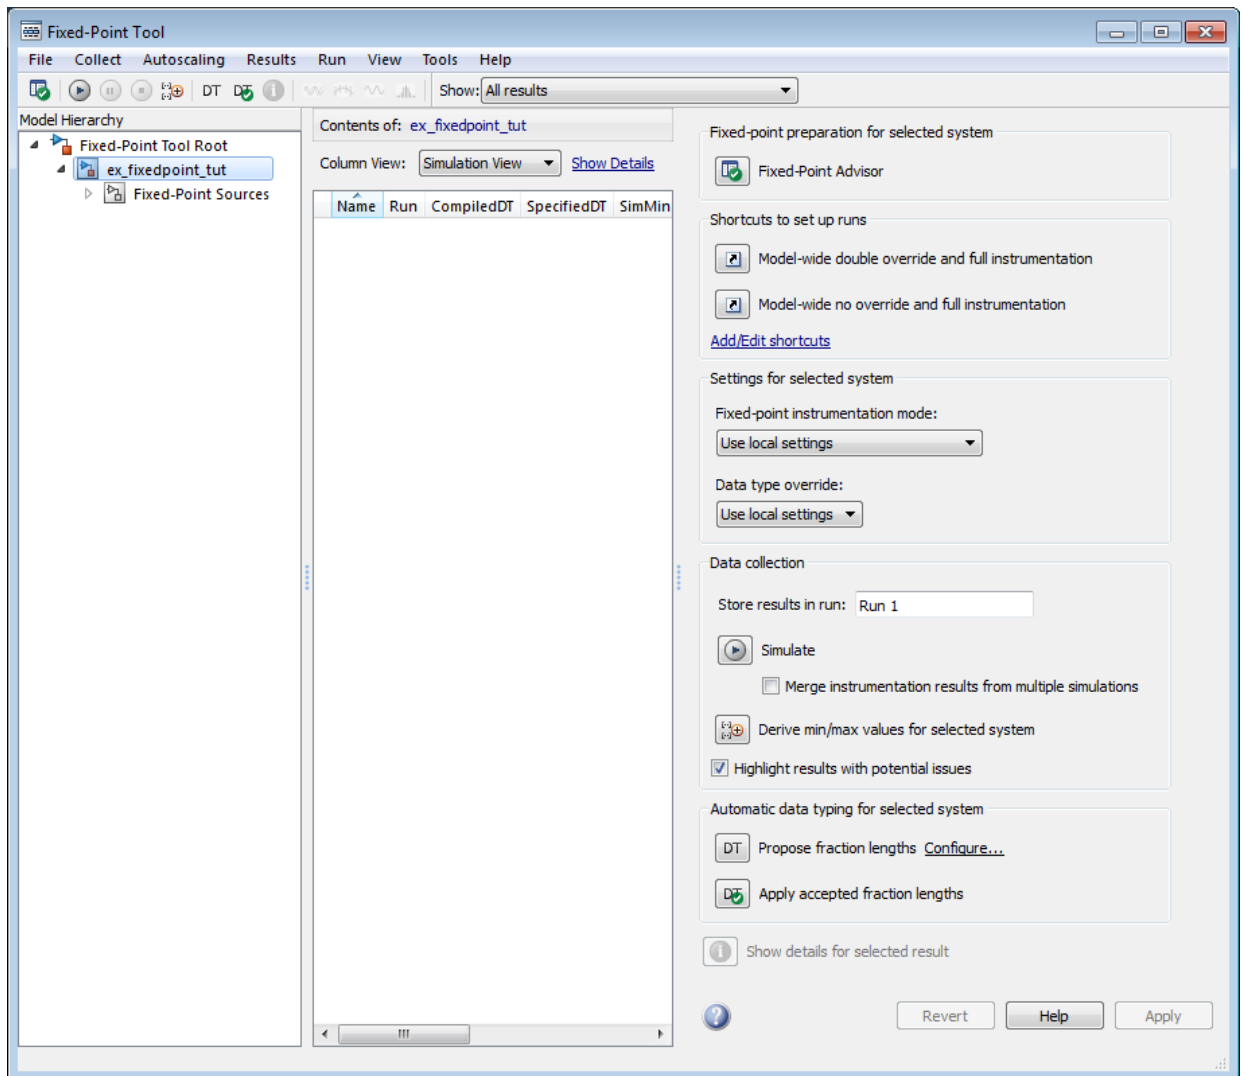 Fixed-Point Tool
File Collect Autoscaling Results Run View Tools Help
DT DT Show: All results
Model Hierarchy
Fixed-Point Tool Root
ex_fixedpoint_tut
Fixed-Point Sources
Contents of: ex_fixedpoint_tut
Column View: Simulation View Show Details
Name Run CompiledDT SpecifiedDT SimMin
Fixed-point preparation for selected system
Fixed-Point Advisor
Shortcuts to set up runs
Model-wide double override and full instrumentation
Model-wide no override and full instrumentation
Add/Edit shortcuts
Settings for selected system
Fixed-point instrumentation mode:
Use local settings
Data type override:
Use local settings
Data collection
Store results in run: Run 1
Simulate
Merge instrumentation results from multiple simulations
Derive min/max values for selected system
Highlight results with potential issues
Automatic data typing for selected system
DT Propose fraction lengths Configure...
DT Apply accepted fraction lengths
Show details for selected result
Revert Help Apply